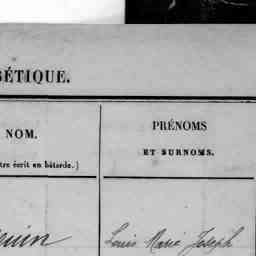 BÉTIQUE.
NOM.
PRÉNOMS
ET SURNOMS.
tre écrit en bâtarde.)
Louis Marie Joseph